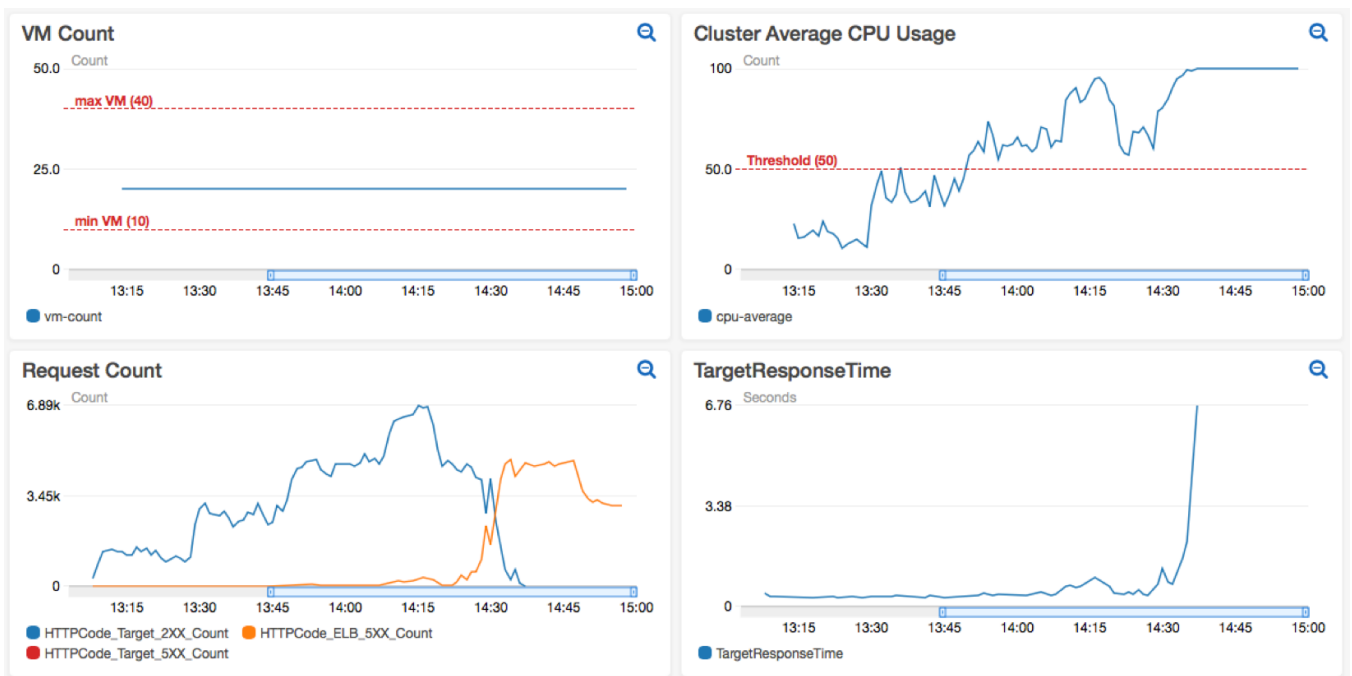 VM Count
Count
50.0
max VM (40)
25.0
min VM (10)
0
13:15 13:30 13:45 14:00 14:15 14:30 14:45 15:00
vm-count
Cluster Average CPU Usage
Count
100
Threshold (50)
50.0
0
13:15 13:30 13:45 14:00 14:15 14:30 14:45 15:00
cpu-average
Request Count
Count
6.89k
3.45k
0
13:15 13:30 13:45 14:00 14:15 14:30 14:45 15:00
HTTPCode_Target_2XX_Count HTTPCode_ELB_5XX_Count
HTTPCode_Target_5XX_Count
TargetResponseTime
Seconds
6.76
3.38
0
13:15 13:30 13:45 14:00 14:15 14:30 14:45 15:00
TargetResponseTime